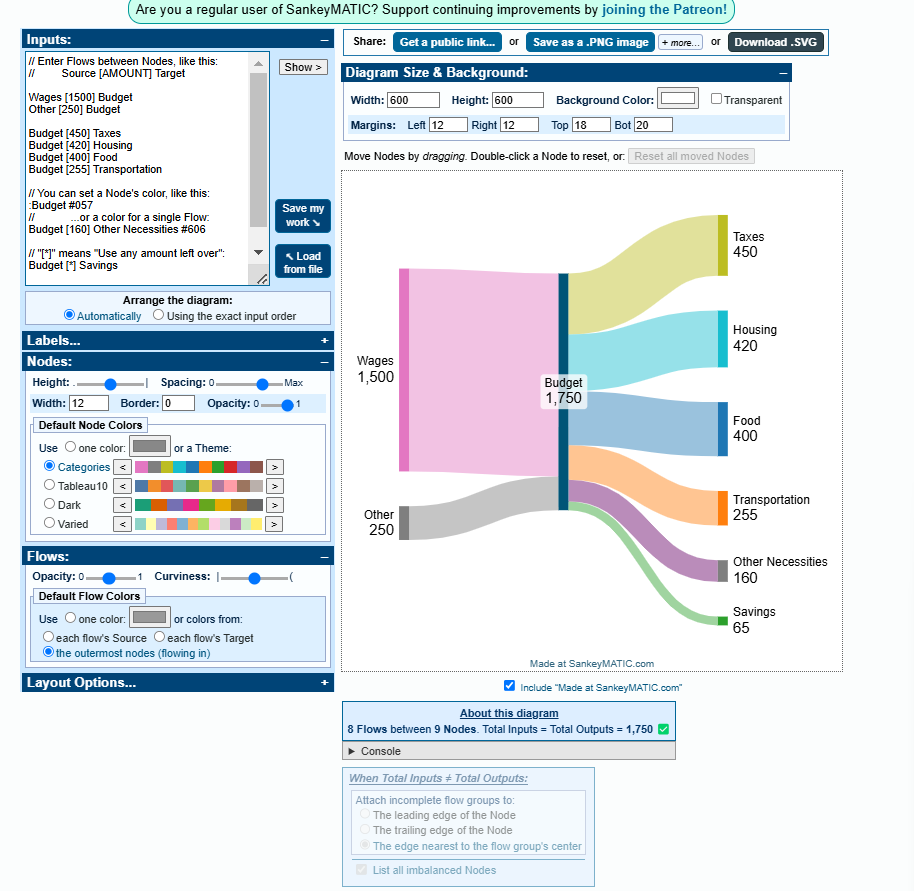 Are you a regular user of SankeyMATIC? Support continuing improvements by joining the Patreon!
Inputs: –
// Enter Flows between Nodes, like this:
// Source [AMOUNT] Target
Wages [1500] Budget
Other [250] Budget
Budget [450] Taxes
Budget [420] Housing
Budget [400] Food
Budget [255] Transportation
// You can set a Node's color, like this:
:Budget #057
// ...or a color for a single Flow:
Budget [160] Other Necessities #606
// "[*]" means "Use any amount left over":
Budget [*] Savings
Show >
Save my
work ↘
↖ Load
from file
Arrange the diagram:
Automatically Using the exact input order
Labels... +
Nodes: –
Height: . | Spacing: 0 Max
Width: 12 Border: 0 Opacity: 0 1
Default Node Colors
Use one color: or a Theme:
Categories < >
Tableau10 < >
Dark < >
Varied < >
Flows: –
Opacity: 0 1 Curviness: | (
Default Flow Colors
Use one color: or colors from:
each flow's Source each flow's Target
the outermost nodes (flowing in)
Layout Options... +
Share: Get a public link... or Save as a .PNG image + more... or Download .SVG
Diagram Size & Background: –
Width: 600 Height: 600 Background Color: Transparent
Margins: Left 12 Right 12 Top 18 Bot 20
Move Nodes by dragging. Double-click a Node to reset, or: Reset all moved Nodes
Wages
1,500
Other
250
Budget
1,750
Taxes
450
Housing
420
Food
400
Transportation
255
Other Necessities
160
Savings
65
Made at SankeyMATIC.com
Include "Made at SankeyMATIC.com"
About this diagram
8 Flows between 9 Nodes. Total Inputs = Total Outputs = 1,750 ✅
▶ Console
When Total Inputs ≠ Total Outputs:
Attach incomplete flow groups to:
The leading edge of the Node
The trailing edge of the Node
The edge nearest to the flow group's center
List all imbalanced Nodes